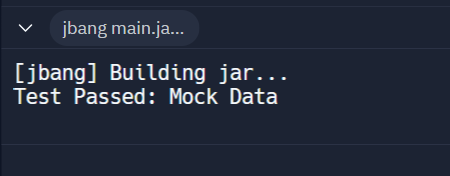 jbang main.ja...
[jbang] Building jar...
Test Passed: Mock Data